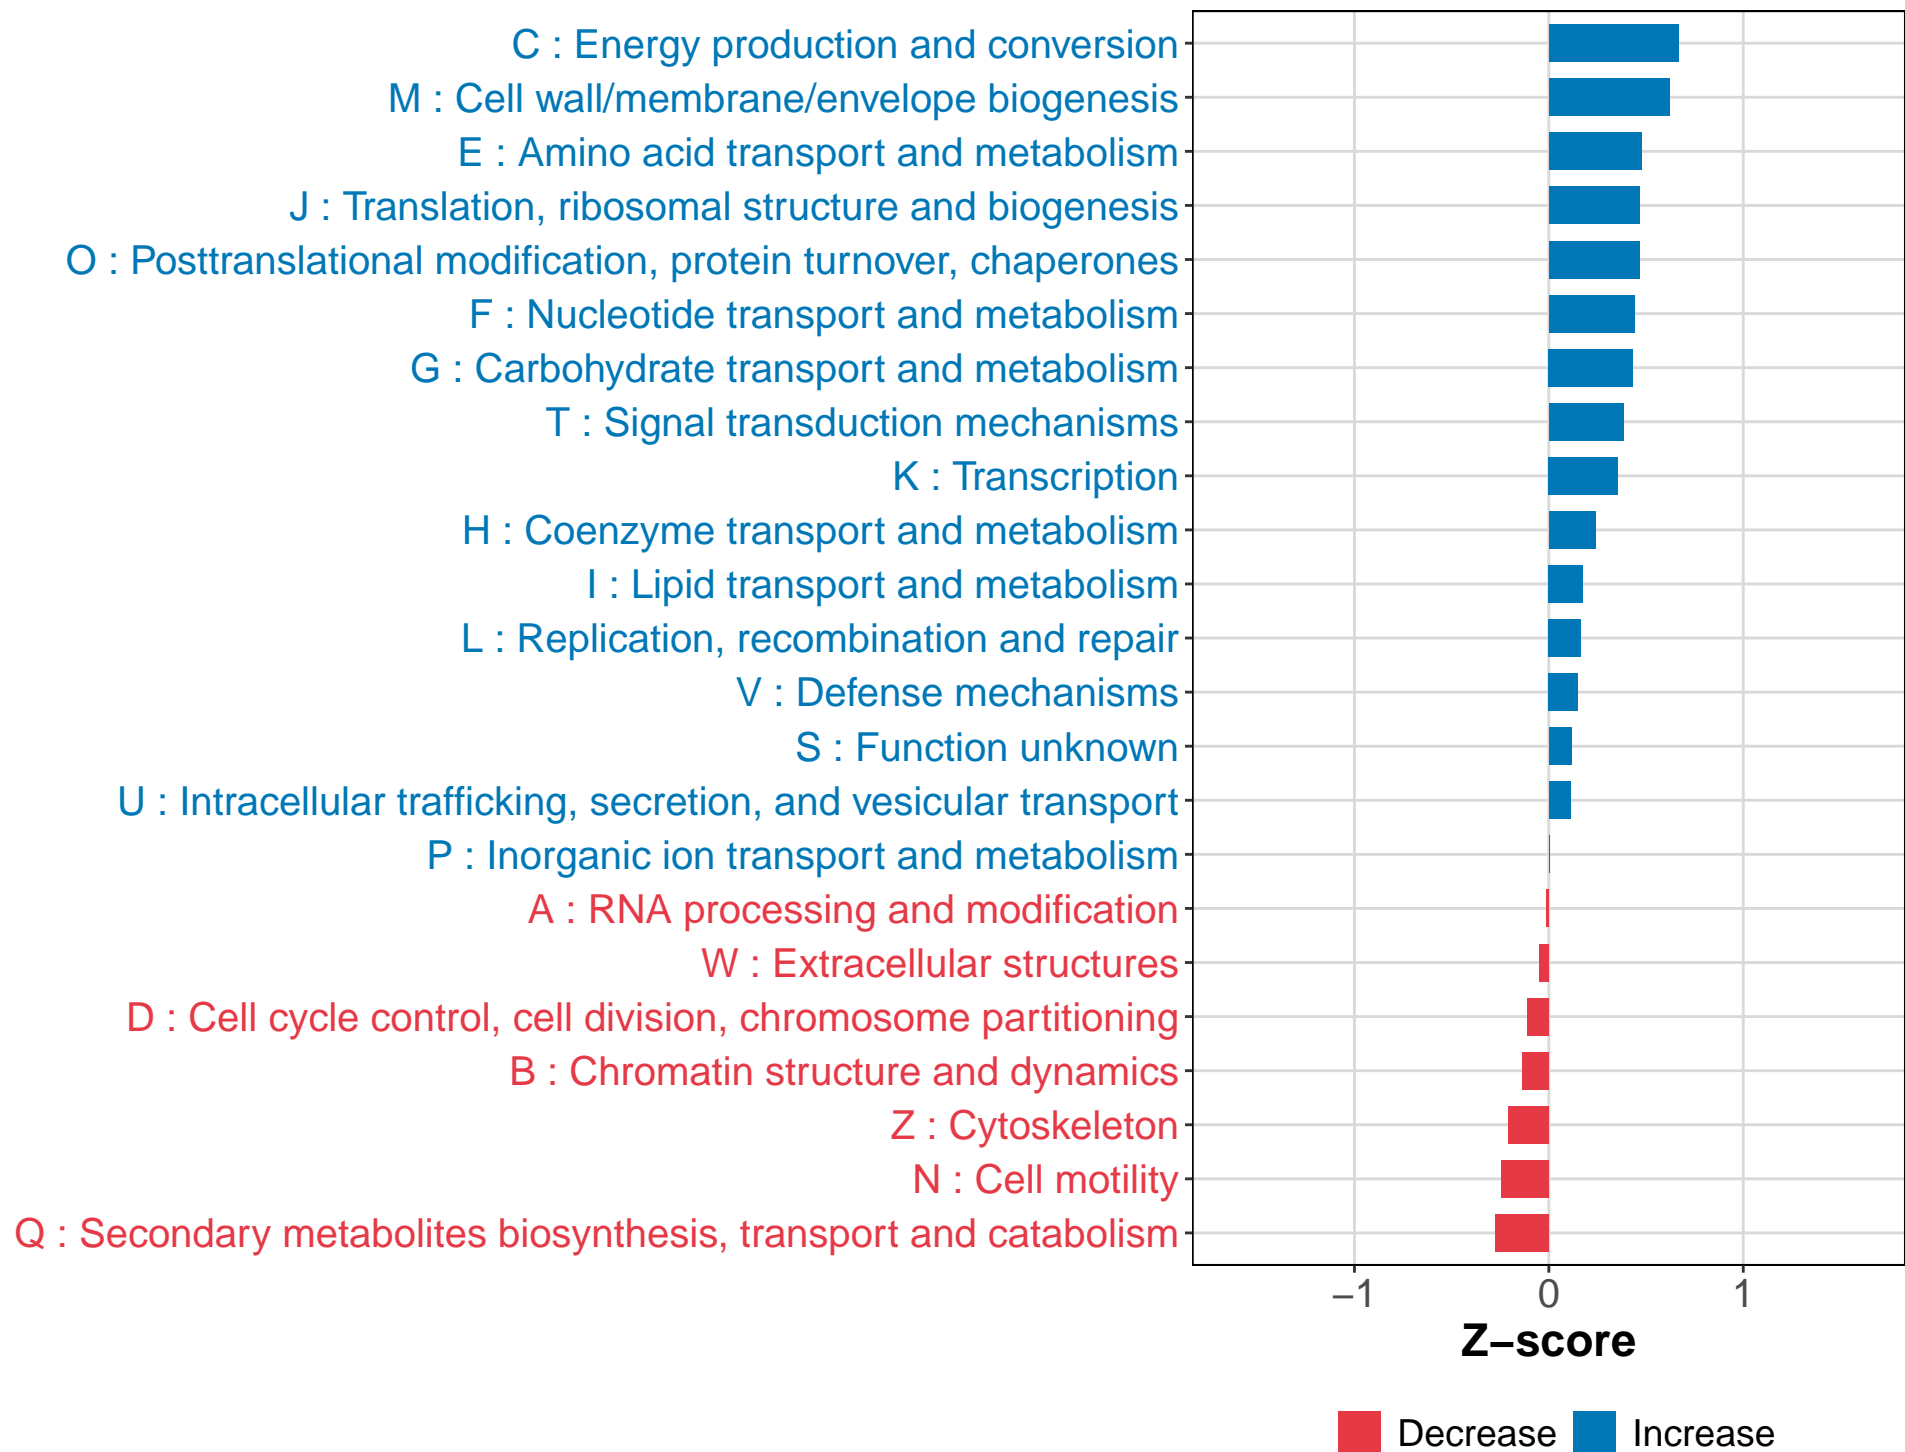 C : Energy production and conversion
M : Cell wall/membrane/envelope biogenesis
E : Amino acid transport and metabolism
J : Translation, ribosomal structure and biogenesis
O : Posttranslational modification, protein turnover, chaperones
F : Nucleotide transport and metabolism
G : Carbohydrate transport and metabolism
T : Signal transduction mechanisms
K : Transcription
H : Coenzyme transport and metabolism
I : Lipid transport and metabolism
L : Replication, recombination and repair
V : Defense mechanisms
S : Function unknown
U : Intracellular trafficking, secretion, and vesicular transport
P : Inorganic ion transport and metabolism
A : RNA processing and modification
W : Extracellular structures
D : Cell cycle control, cell division, chromosome partitioning
B : Chromatin structure and dynamics
Z : Cytoskeleton
N : Cell motility
Q : Secondary metabolites biosynthesis, transport and catabolism
−1 0 1
Z−score
Decrease Increase